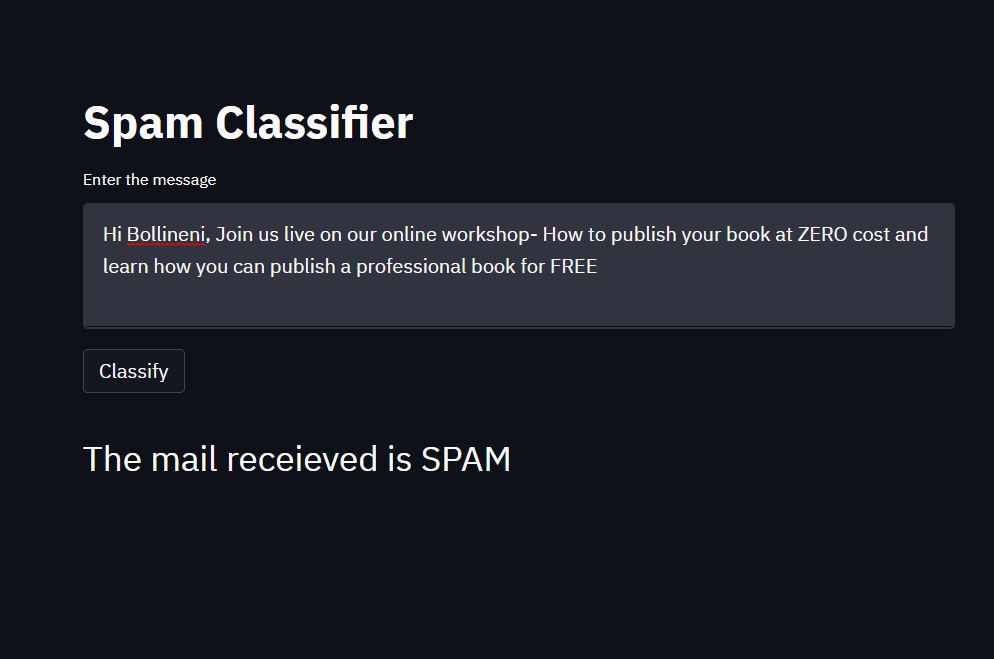 Spam Classifier
Enter the message
Hi Bollineni, Join us live on our online workshop- How to publish your book at ZERO cost and
learn how you can publish a professional book for FREE
Classify
The mail receieved is SPAM